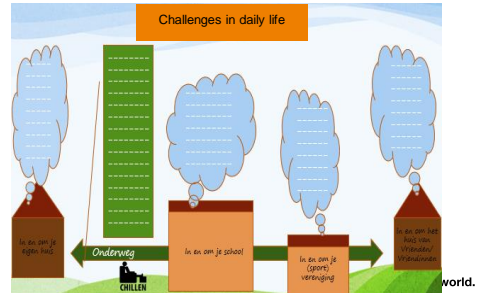 Challenges in daily life
In en om je
eigen huis
Onderweg
CHILLEN
In en om je school
In en om je
(sport)
vereniging
In en om het
huis van
Vrienden/
Vriendinnen
world.